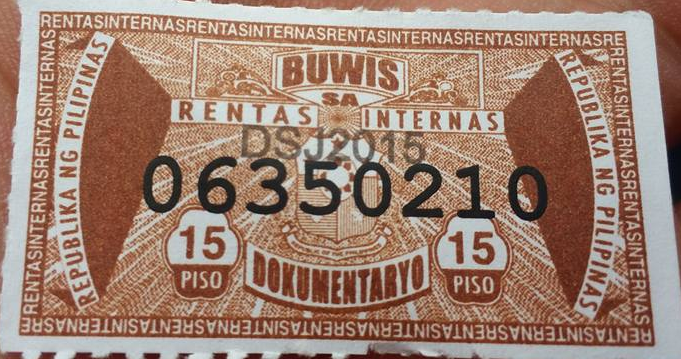 RENTASINTERNASRENTASINTERNASRENTASINTERNASRE
RENTASINTERNASRENTASINTERNASRENTASINTERNAS
REPUBLIKA NG PILIPINAS
BUWIS
SA
RENTAS INTERNAS
DSJ2015
06350210
15 PISO
DOKUMENTARYO
15 PISO
REPUBLIKA NG PILIPINAS
RENTASINTERNASRENTASINTERNASRENTASINTERNASRE